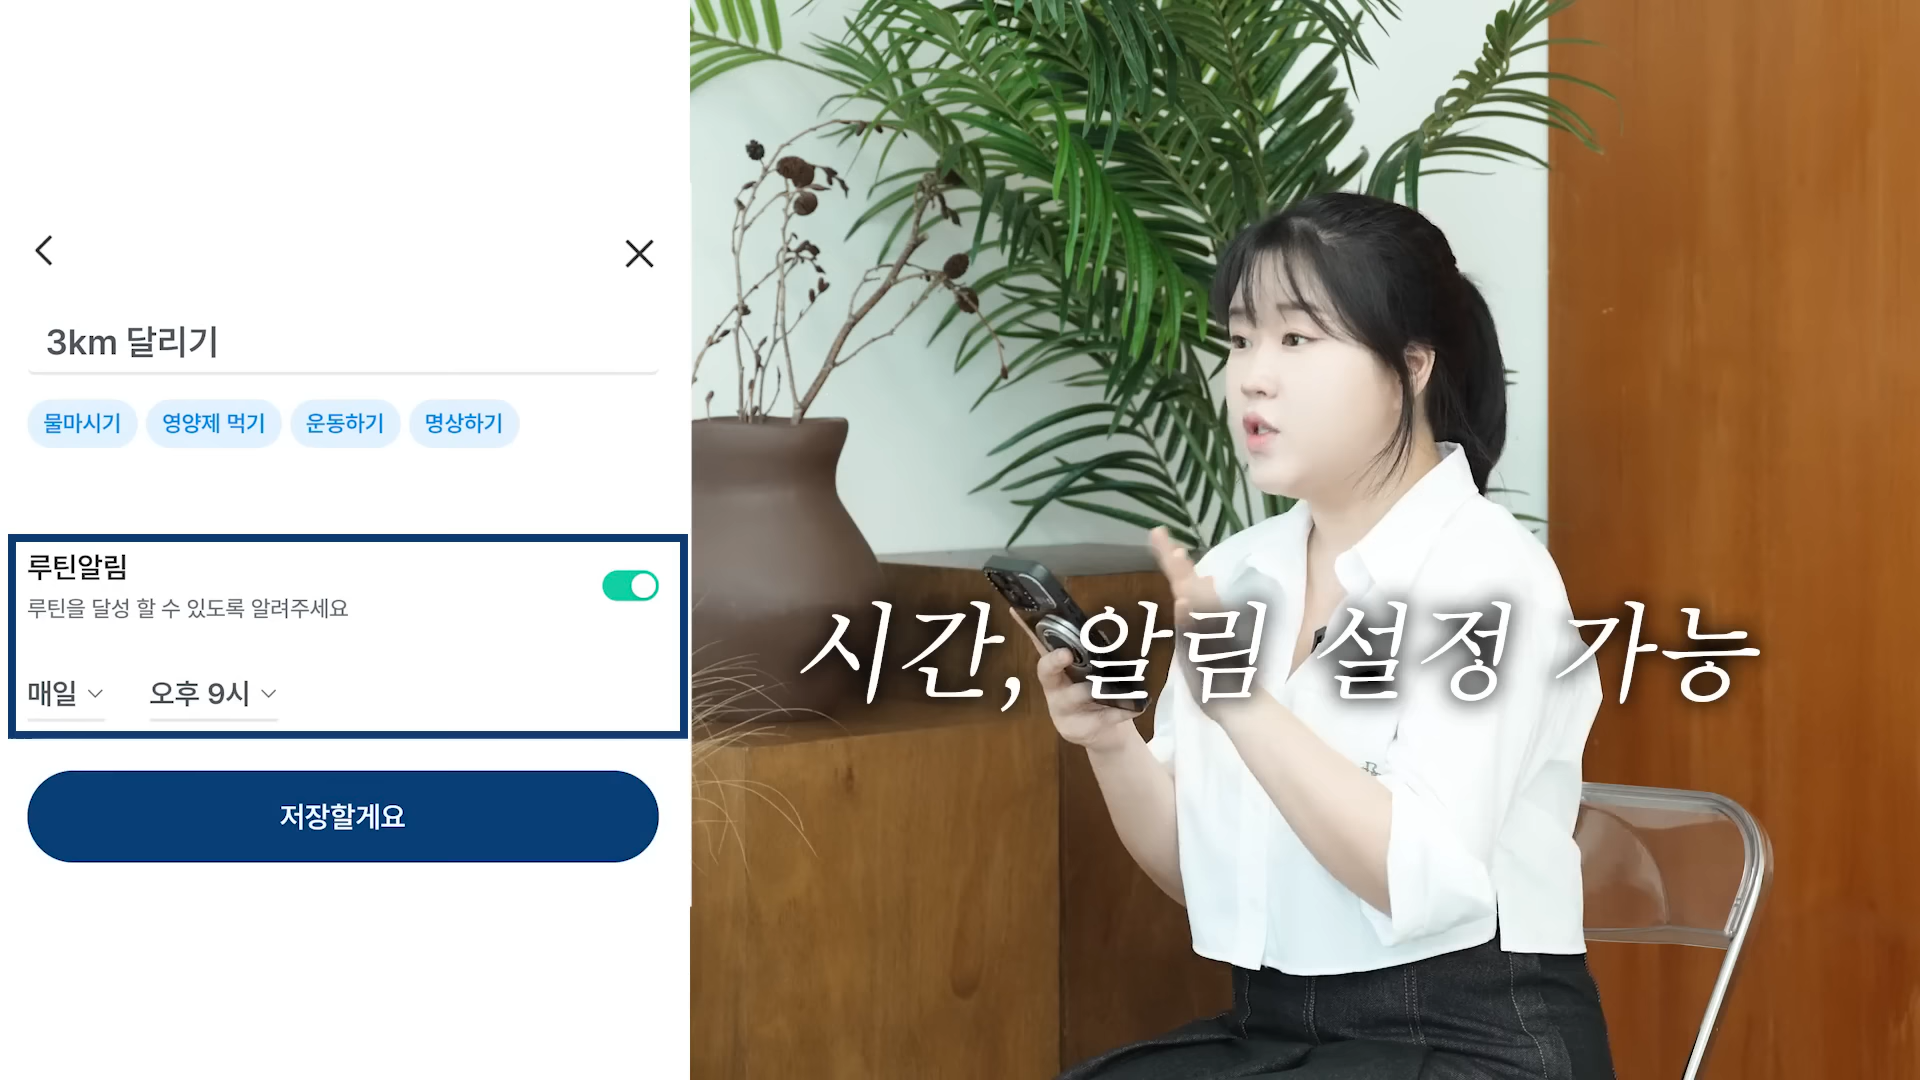 3km 달리기
물마시기 영양제 먹기 운동하기 명상하기
루틴알림
루틴을 달성 할 수 있도록 알려주세요
매일 오후 9시
저장할게요
시간, 알림 설정 가능